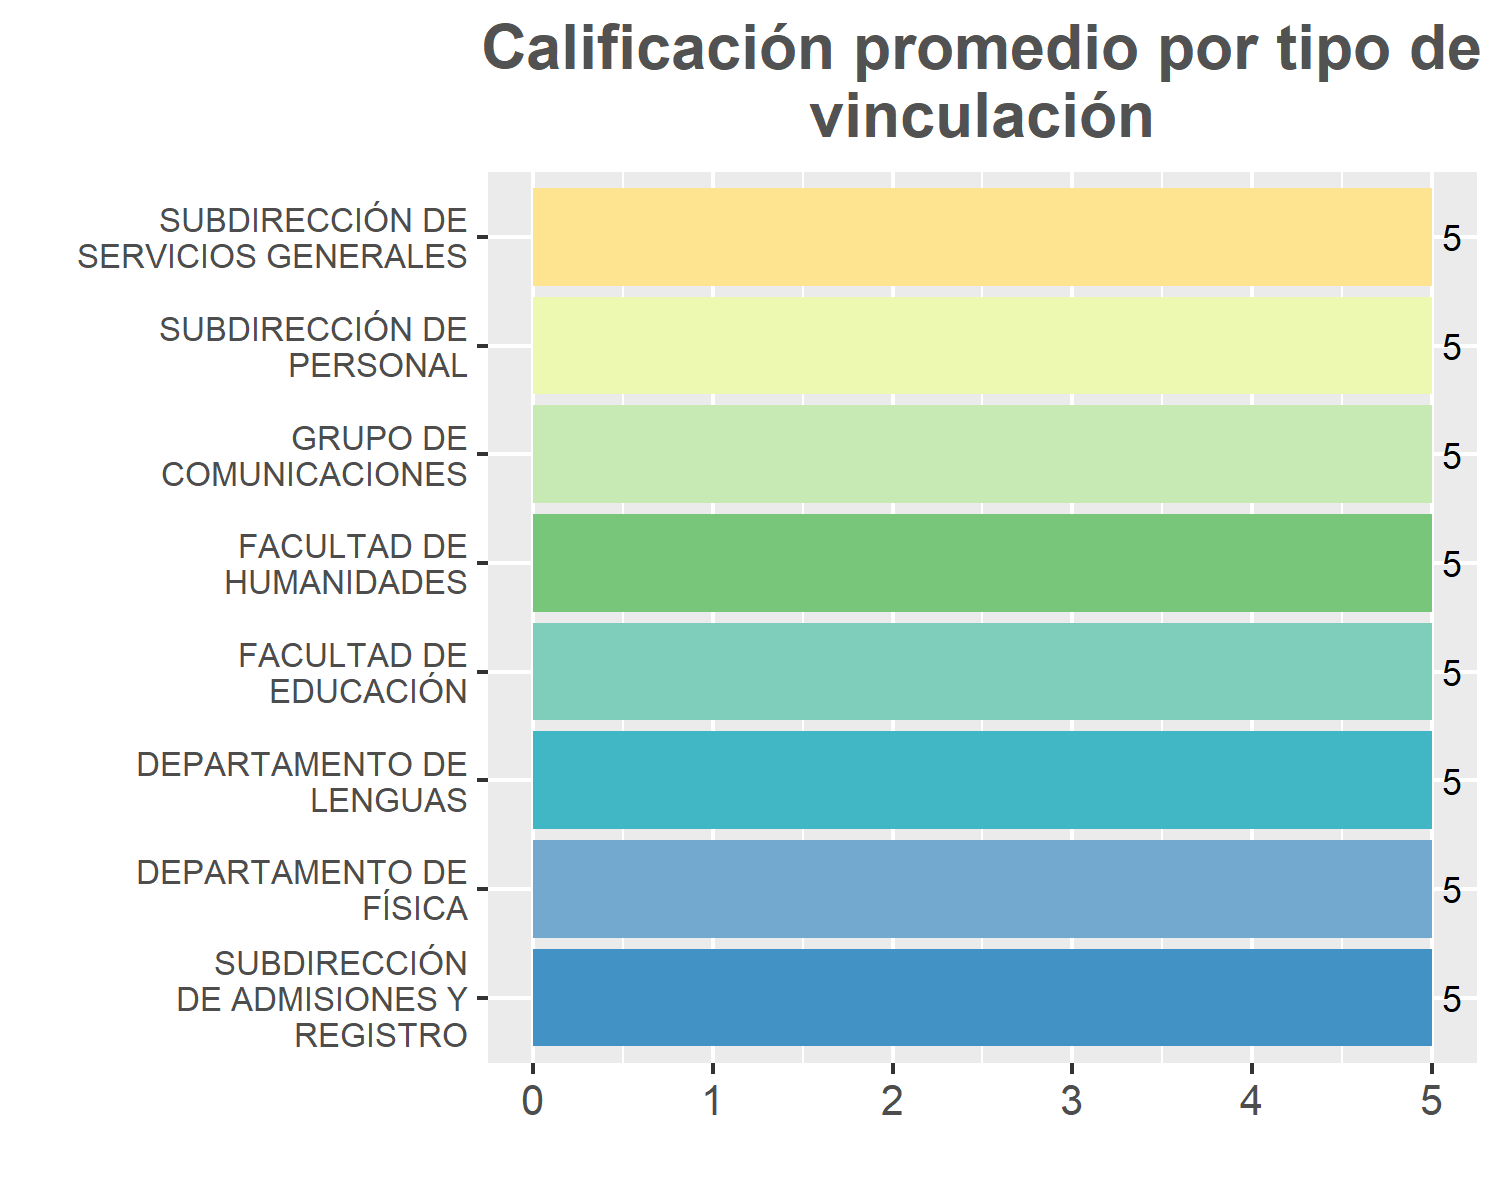 Calificación promedio por tipo de
vinculación
SUBDIRECCIÓN DE
SERVICIOS GENERALES
5
SUBDIRECCIÓN DE
PERSONAL
5
GRUPO DE
COMUNICACIONES
5
FACULTAD DE
HUMANIDADES
5
FACULTAD DE
EDUCACIÓN
5
DEPARTAMENTO DE
LENGUAS
5
DEPARTAMENTO DE
FÍSICA
5
SUBDIRECCIÓN
DE ADMISIONES Y
REGISTRO
5
0 1 2 3 4 5